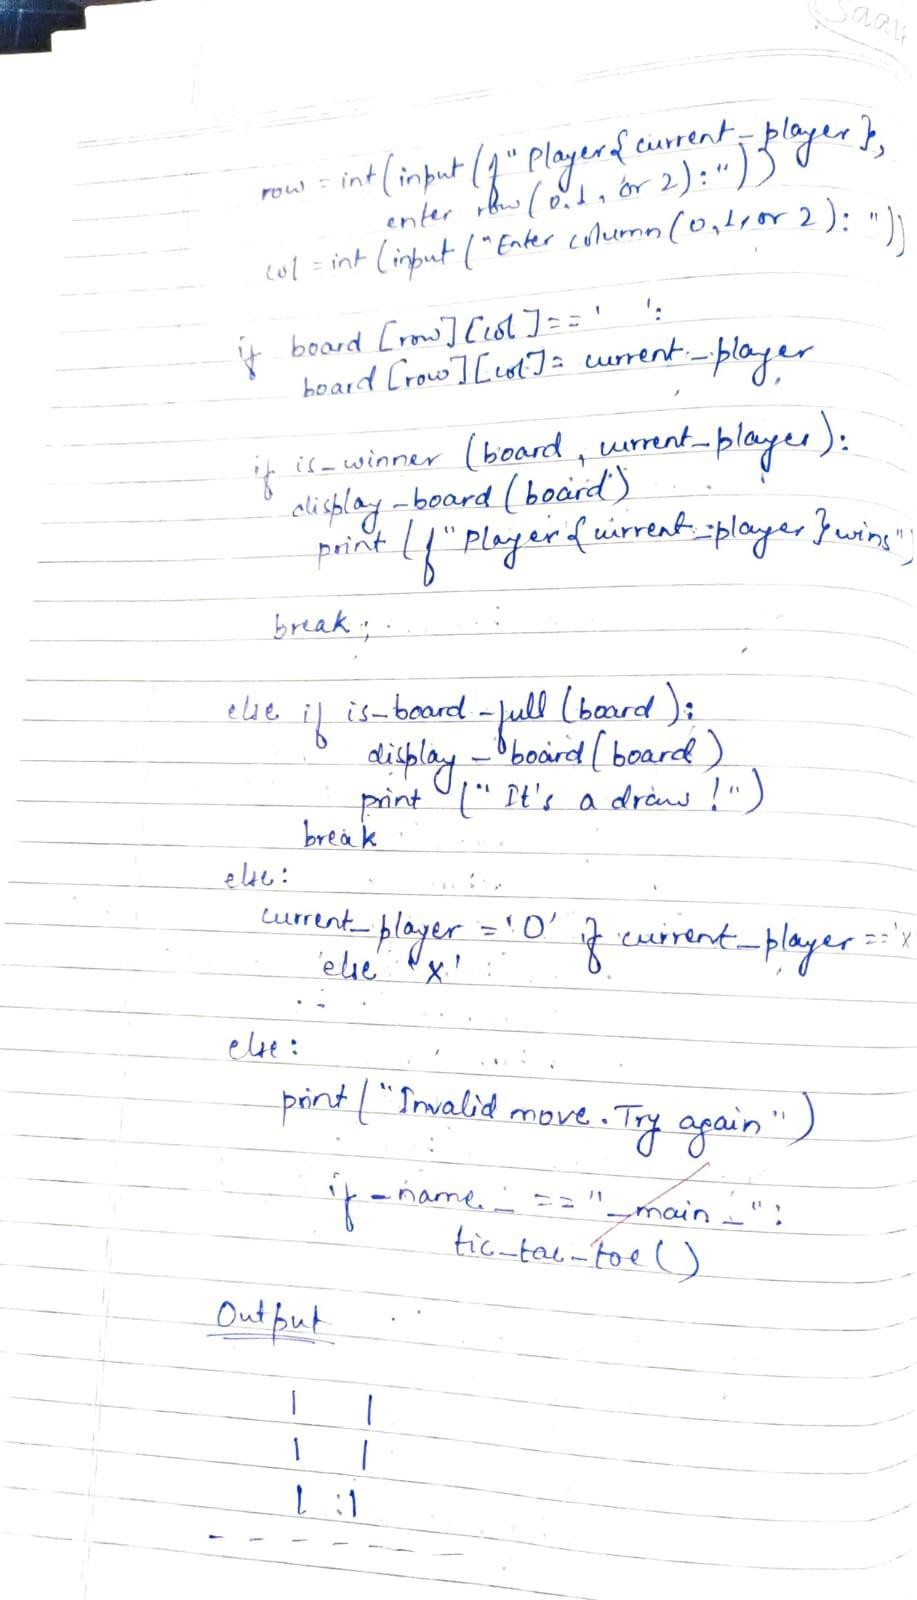 Saav
row = int(input(f" Player{current_player},
enter row (0,1, or 2):"))
col = int(input("Enter column (0,1, or 2): "))
if board [row][col] == ' ':
board [row][col] = current_player
if is_winner (board, current_player):
display_board (board)
print (f" Player {current_player} wins")
break;
else if is_board_full (board):
display_board (board)
print (" It's a draw !")
break
else:
current_player = 'O' if current_player == 'x
else 'x'
else:
print ("Invalid move. Try again")
if _name_ == "_main_":
tic_tac_toe()
Output
| |
| |
| |
- - - - - -